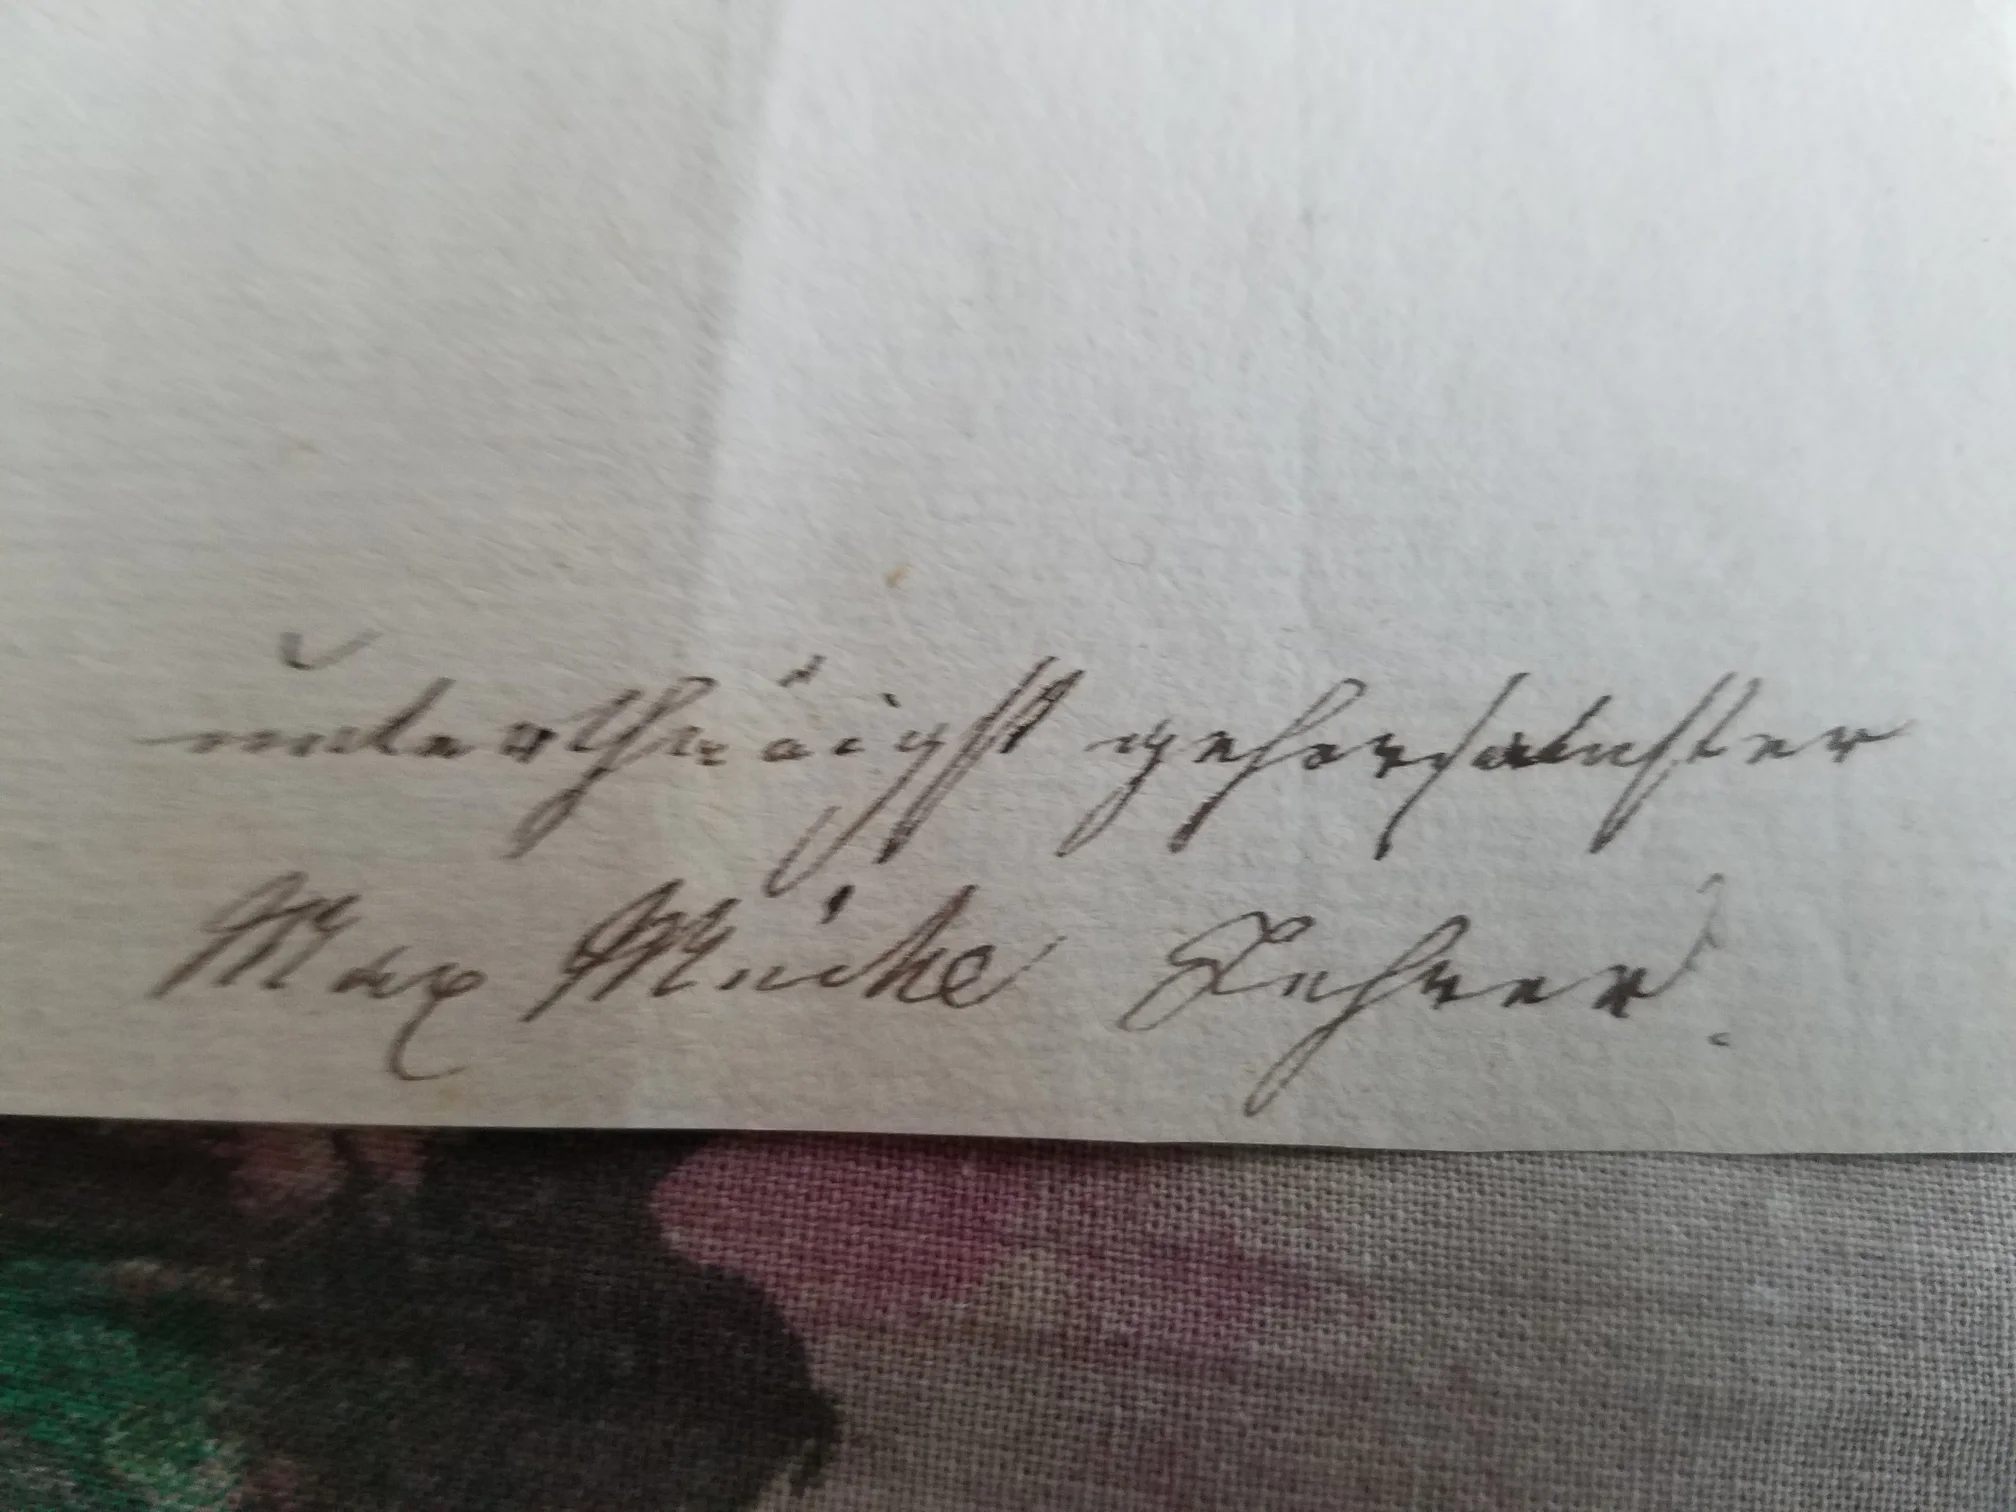 unterthänigst gehorsamster
Max Mücke Lehrer.